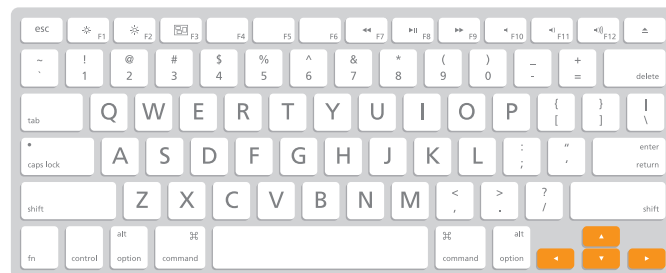 esc F1 F2 F3 F4 F5 F6 F7 F8 F9 F10 F11 F12
~ ! @ # $ % ^ & * ( ) _ +
` 1 2 3 4 5 6 7 8 9 0 - = delete
tab Q W E R T Y U I O P { [ } ] | \
caps lock A S D F G H J K L : ; " ' enter return
shift Z X C V B N M < , > . ? / shift
fn control alt option ⌘ command ⌘ command alt option